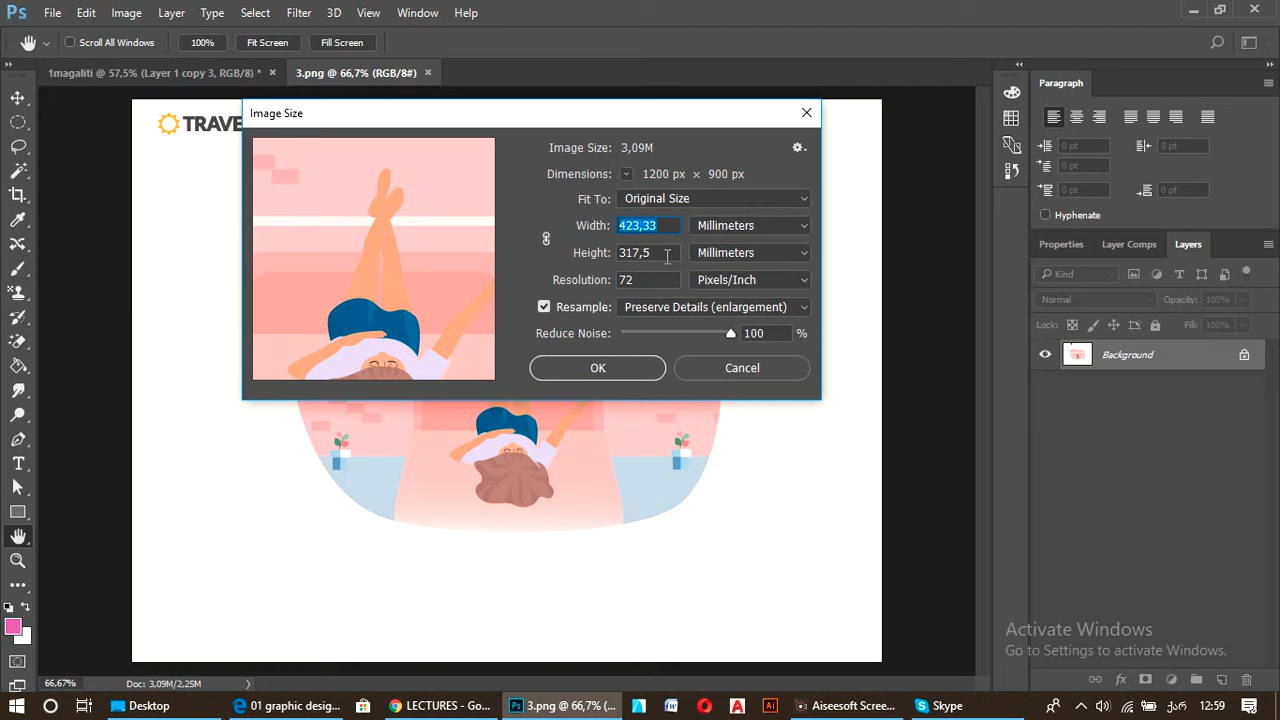 Ps File Edit Image Layer Type Select Filter 3D View Window Help
Scroll All Windows 100% Fit Screen Fill Screen
1magaliti @ 57,5% (Layer 1 copy 3, RGB/8) * × 3.png @ 66,7% (RGB/8#) ×
Paragraph
TRAVE
Image Size
Image Size: 3,09M
Dimensions: 1200 px × 900 px
Fit To: Original Size
Width: 423,33 Millimeters
Height: 317,5 Millimeters
Resolution: 72 Pixels/Inch
Resample: Preserve Details (enlargement)
Reduce Noise: 100 %
OK Cancel
0 pt 0 pt
0 pt
0 pt 0 pt
Hyphenate
Properties Layer Comps Layers
Kind
Normal Opacity: 100%
Lock: Fill: 100%
Background
Activate Windows
Go to Settings to activate Windows.
66,67% Doc: 3,09M/2,25M
Desktop 01 graphic desig... LECTURES - Go... 3.png @ 66,7% (... Aiseesoft Scree... Skype 12:59